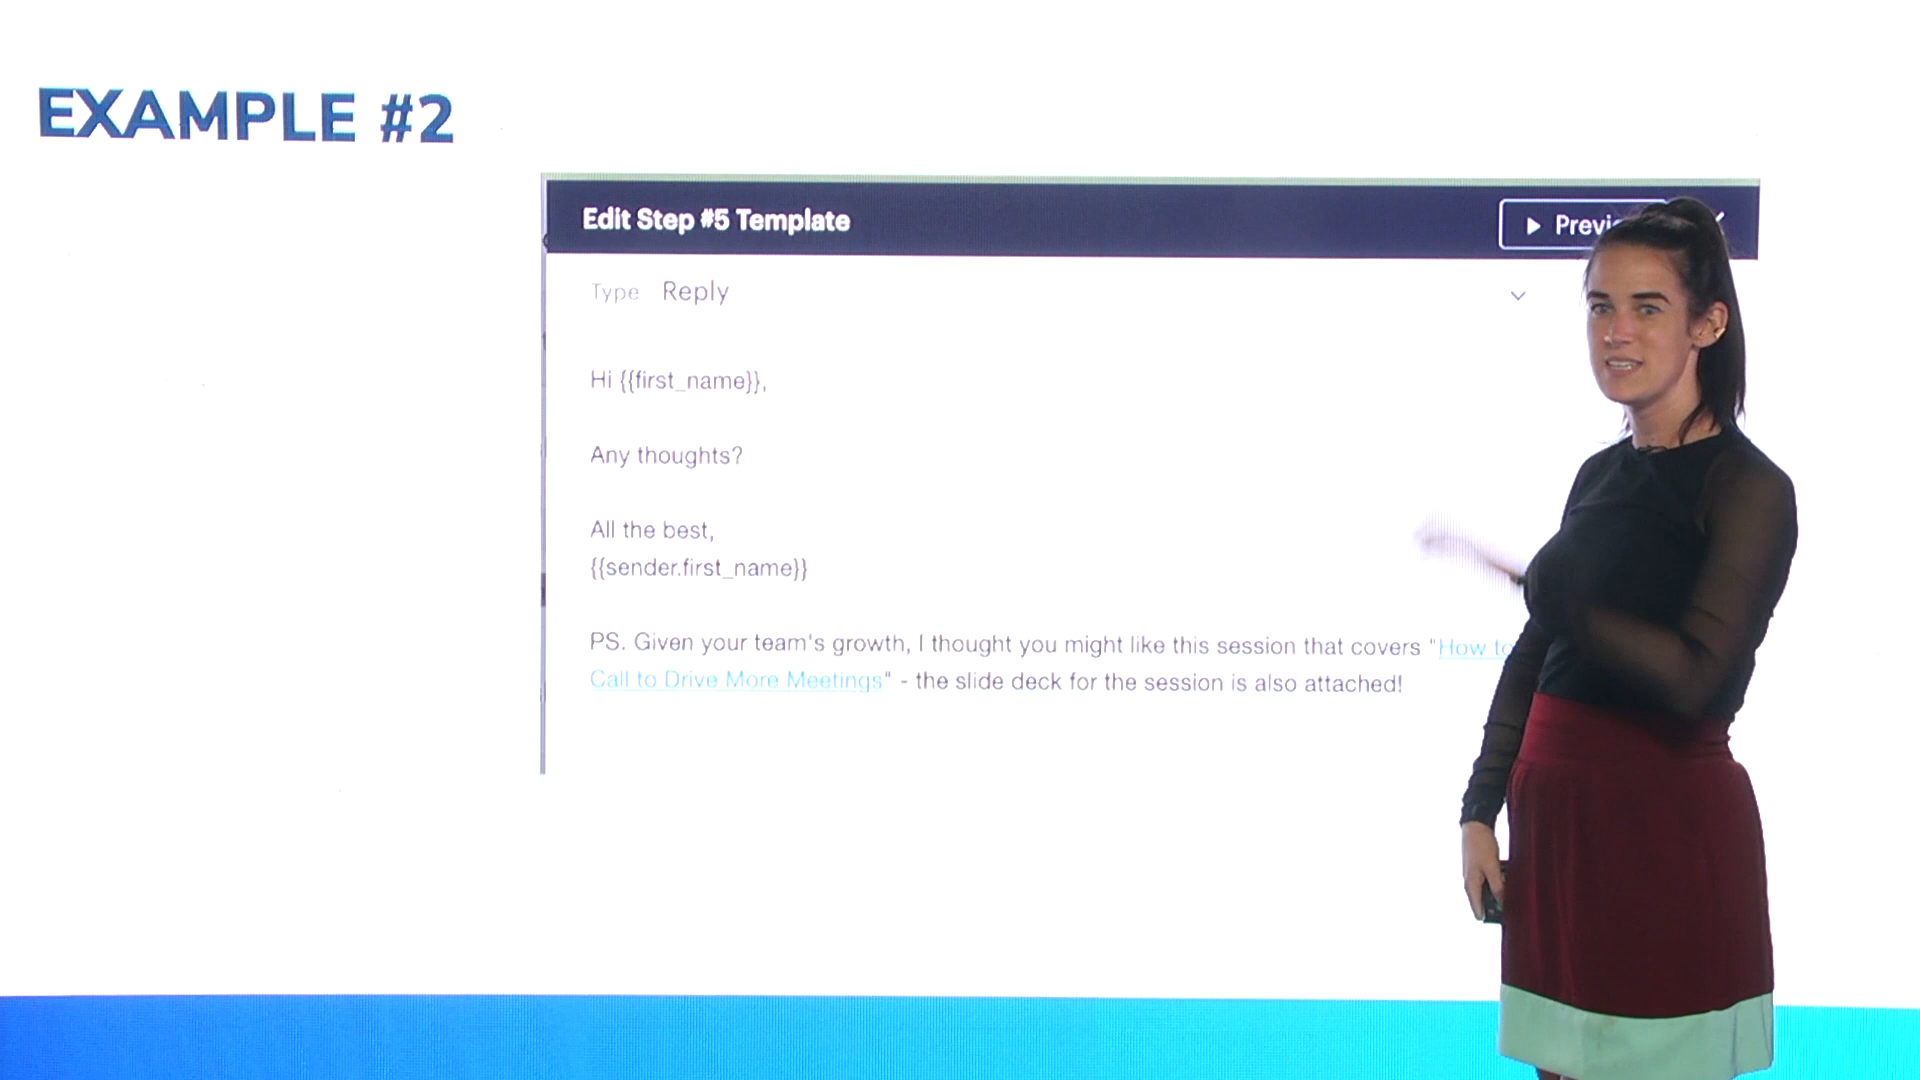 EXAMPLE #2
Edit Step #5 Template
Type Reply
Hi {{first_name}},
Any thoughts?
All the best,
{{sender.first_name}}
PS. Given your team's growth, I thought you might like this session that covers "How to
Call to Drive More Meetings" - the slide deck for the session is also attached!